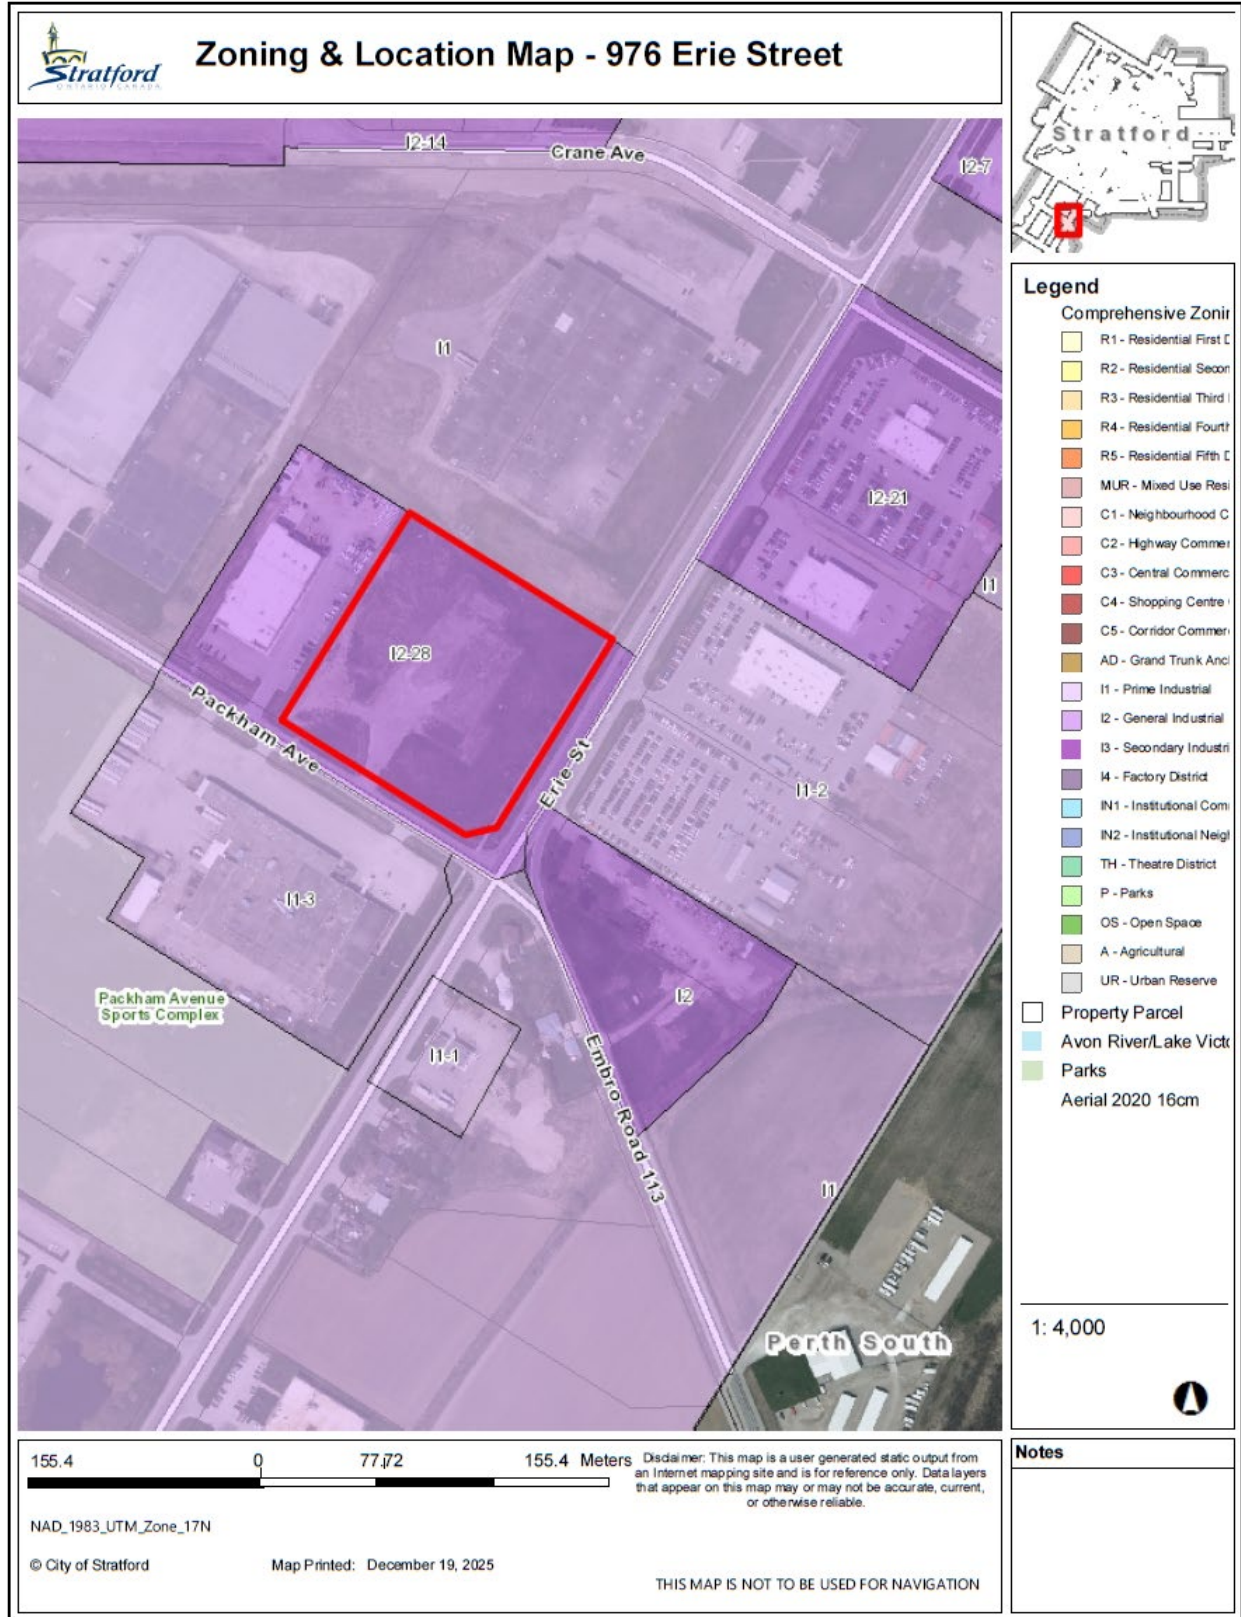 Stratford
ONTARIO CANADA
Zoning & Location Map - 976 Erie Street
Stratford
I2-14
Crane Ave
I2-7
I1
I2-21
I1
I2-28
Packham Ave
Erie St
I1-2
I1-3
I2
Packham Avenue
Sports Complex
I1-1
Embro Road 113
I1
Perth South
Legend
Comprehensive Zonin
R1 - Residential First D
R2 - Residential Secon
R3 - Residential Third
R4 - Residential Fourth
R5 - Residential Fifth D
MUR - Mixed Use Resi
C1 - Neighbourhood C
C2 - Highway Commer
C3 - Central Commerc
C4 - Shopping Centre
C5 - Corridor Commer
AD - Grand Trunk Anc
I1 - Prime Industrial
I2 - General Industrial
I3 - Secondary Industri
I4 - Factory District
IN1 - Institutional Com
IN2 - Institutional Neigh
TH - Theatre District
P - Parks
OS - Open Space
A - Agricultural
UR - Urban Reserve
Property Parcel
Avon River/Lake Victo
Parks
Aerial 2020 16cm
1: 4,000
155.4 0 77.72 155.4 Meters
Disclaimer: This map is a user generated static output from
an Internet mapping site and is for reference only. Data layers
that appear on this map may or may not be accurate, current,
or otherwise reliable.
NAD_1983_UTM_Zone_17N
© City of Stratford
Map Printed: December 19, 2025
THIS MAP IS NOT TO BE USED FOR NAVIGATION
Notes